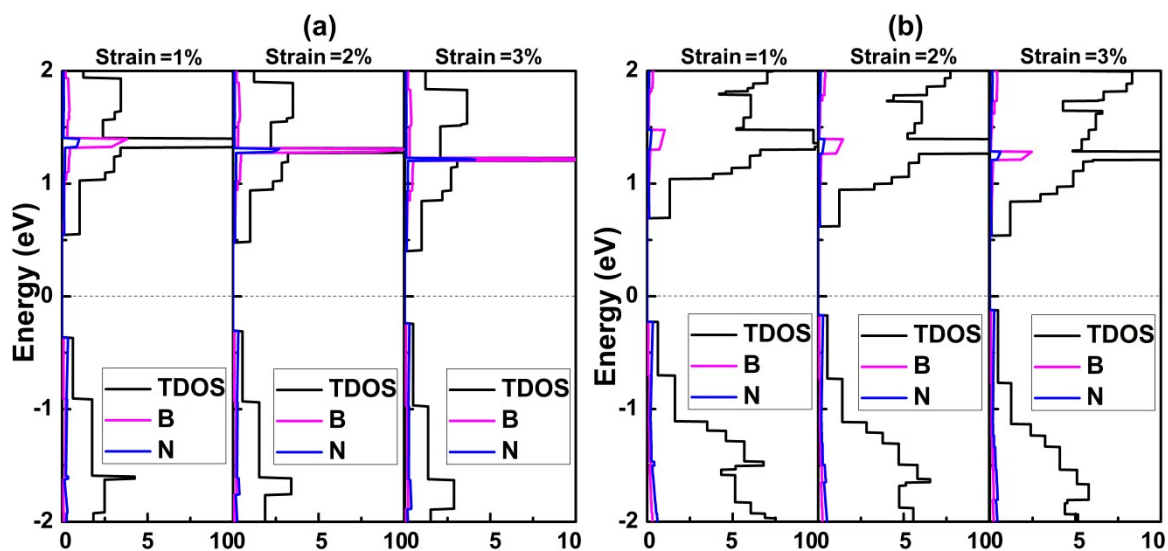 (a)
Strain=1% Strain=2% Strain=3%
Energy (eV)
2
1
0
-1
-2
TDOS
B
N
TDOS
B
N
TDOS
B
N
0 5 10 0 5 10 0 5 10
(b)
Strain=1% Strain=2% Strain=3%
Energy (eV)
2
1
0
-1
-2
TDOS
B
N
TDOS
B
N
TDOS
B
N
0 5 10 0 5 10 0 5 10